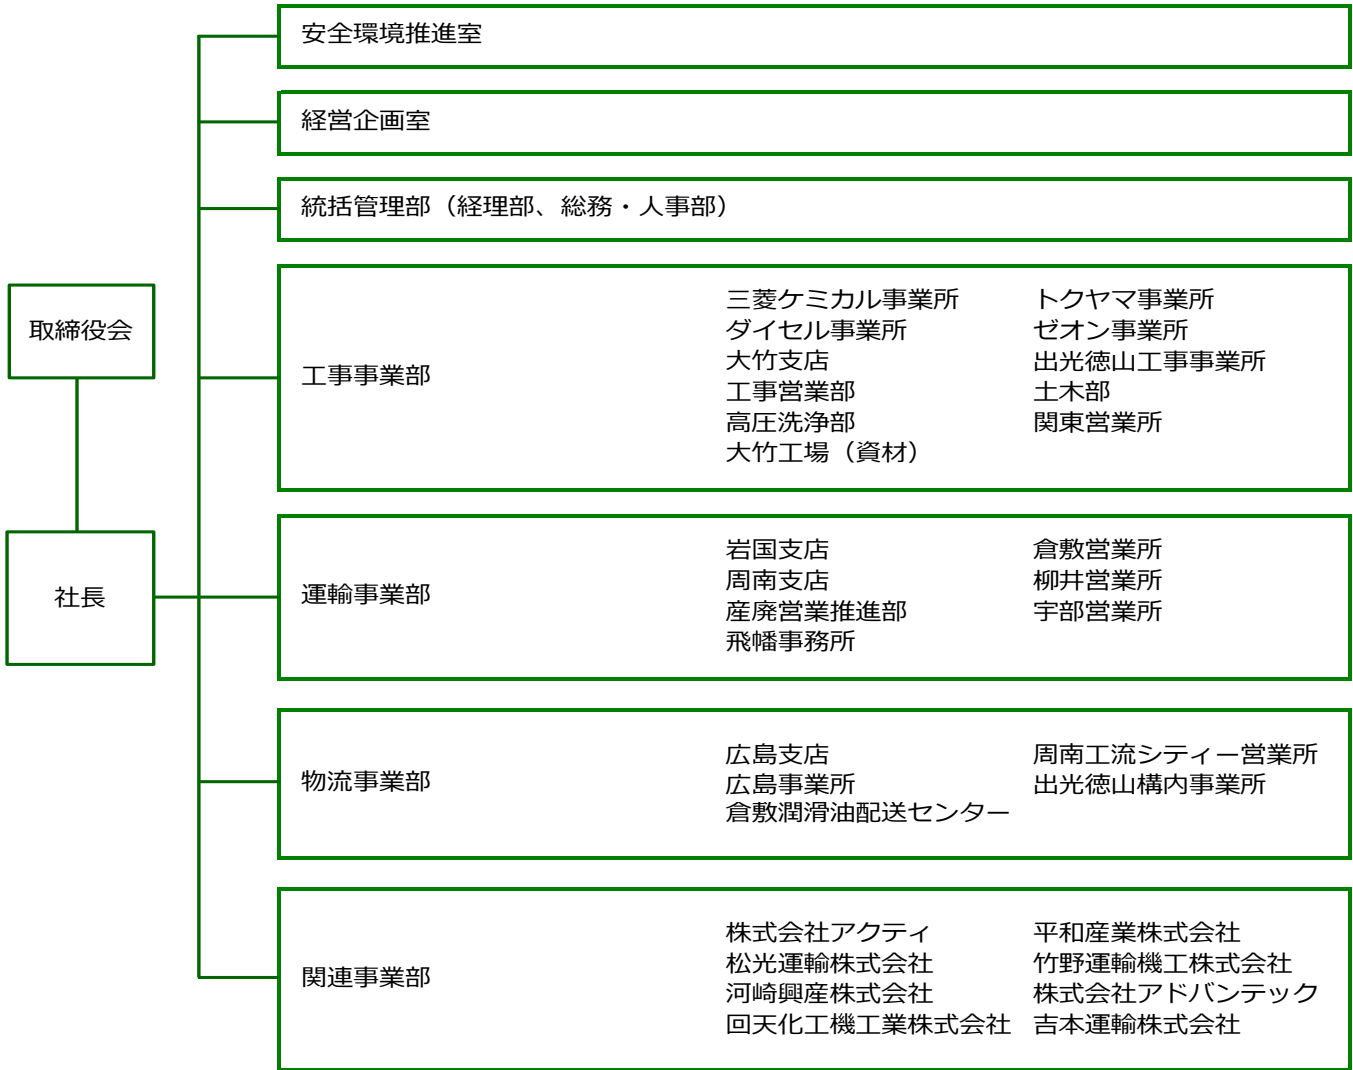 安全環境推進室
経営企画室
統括管理部（経理部、総務・人事部）
取締役会
社長
工事事業部
三菱ケミカル事業所
ダイセル事業所
大竹支店
工事営業部
高圧洗浄部
大竹工場（資材）
トクヤマ事業所
ゼオン事業所
出光徳山工事事業所
土木部
関東営業所
運輸事業部
岩国支店
周南支店
産廃営業推進部
飛幡事務所
倉敷営業所
柳井営業所
宇部営業所
物流事業部
広島支店
広島事業所
倉敷潤滑油配送センター
周南工流シティー営業所
出光徳山構内事業所
関連事業部
株式会社アクティ
松光運輸株式会社
河崎興産株式会社
回天化工機工業株式会社
平和産業株式会社
竹野運輸機工株式会社
株式会社アドバンテック
吉本運輸株式会社